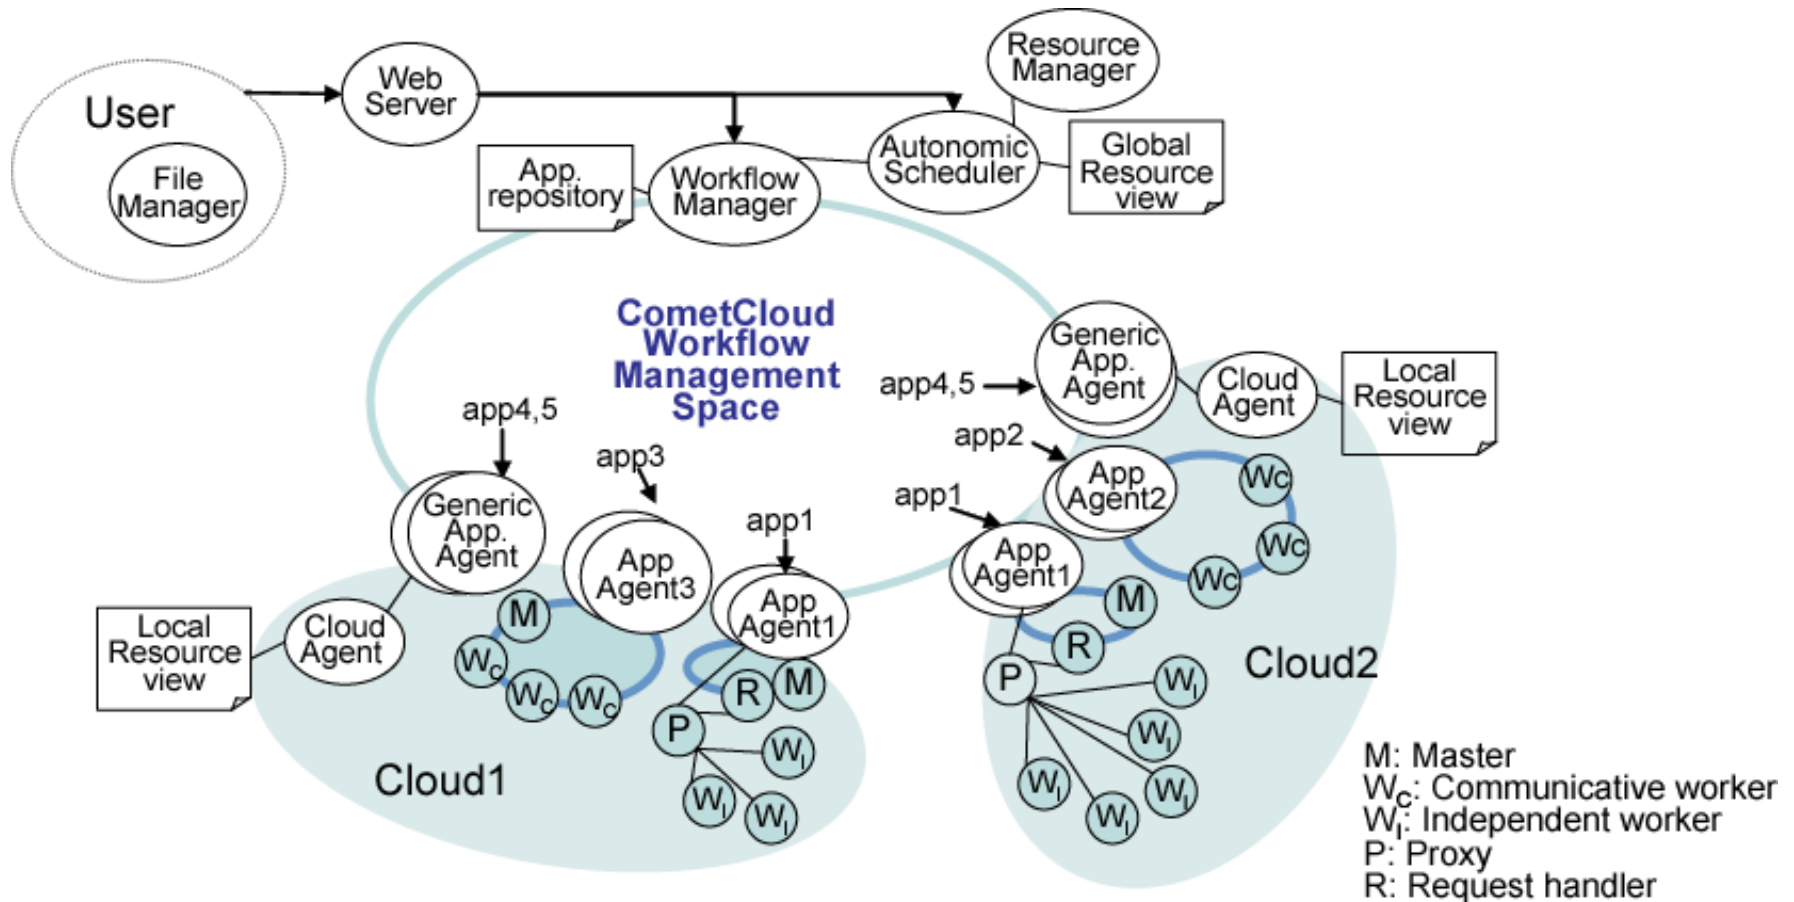 User
File
Manager
Web
Server
Resource
Manager
App.
repository
Workflow
Manager
Autonomic
Scheduler
Global
Resource
view
CometCloud
Workflow
Management
Space
app4,5
Generic
App.
Agent
Cloud
Agent
Local
Resource
view
app2
App
Agent2
Wc
Wc
Wc
app1
App
Agent1
M
R
P
WI
WI
WI
WI
WI
Cloud2
app4,5
Generic
App.
Agent
app3
App
Agent3
app1
App
Agent1
Local
Resource
view
Cloud
Agent
M
Wc
Wc
Wc
R
M
P
WI
WI
WI
Cloud1
M: Master
Wc: Communicative worker
WI: Independent worker
P: Proxy
R: Request handler